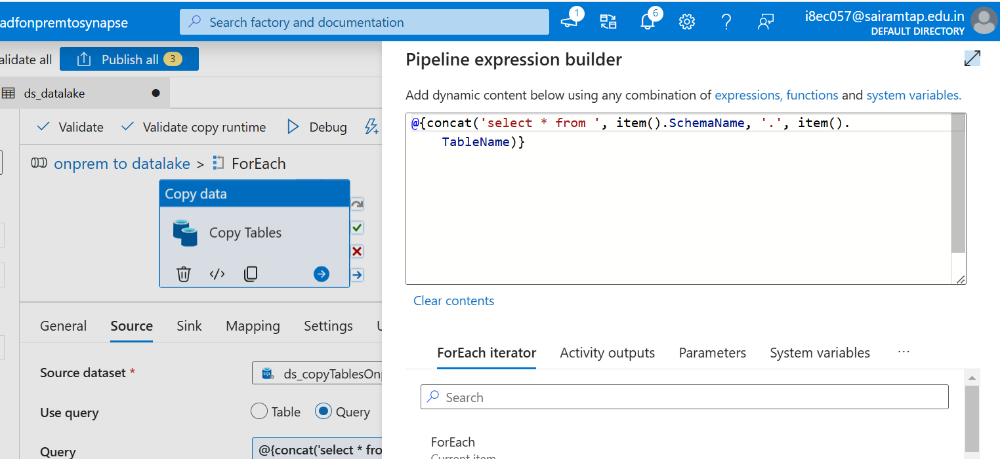 adfonpremtosynapse
Search factory and documentation
1
6
i8ec057@sairamtap.edu.in
DEFAULT DIRECTORY
alidate all
Publish all
3
ds_datalake
Validate
Validate copy runtime
Debug
onprem to datalake > ForEach
Copy data
Copy Tables
General
Source
Sink
Mapping
Settings
Source dataset *
SQL
ds_copyTablesOnp
Use query
Table
Query
Query
@{concat('select * fro
Pipeline expression builder
Add dynamic content below using any combination of expressions, functions and system variables.
@{concat('select * from ', item().SchemaName, '.', item().
TableName)}
Clear contents
ForEach iterator
Activity outputs
Parameters
System variables
...
Search
ForEach
Current item